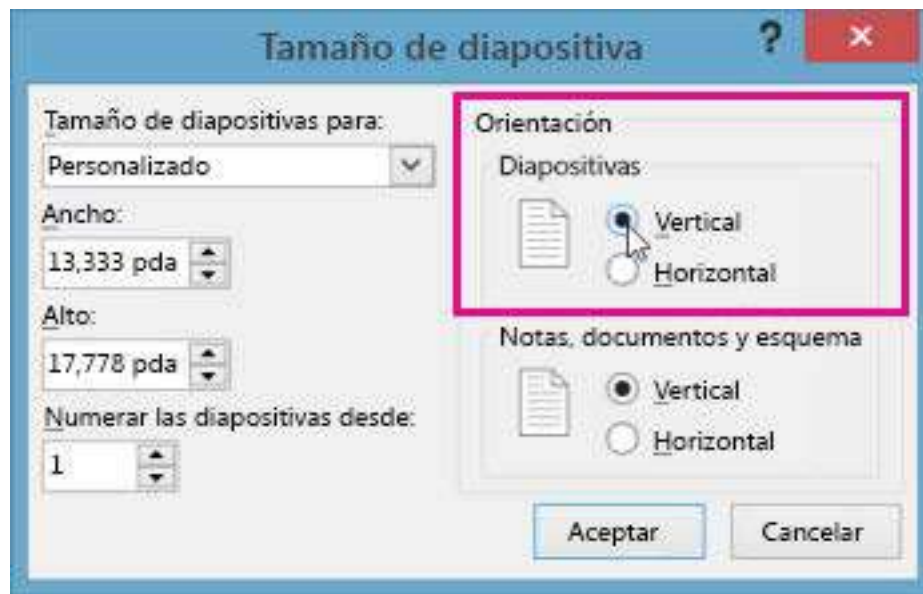 Tamaño de diapositiva
?
Tamaño de diapositivas para:
Personalizado
Ancho:
13,333 pda
Alto:
17,778 pda
Numerar las diapositivas desde:
1
Orientación
Diapositivas
Vertical
Horizontal
Notas, documentos y esquema
Vertical
Horizontal
Aceptar
Cancelar